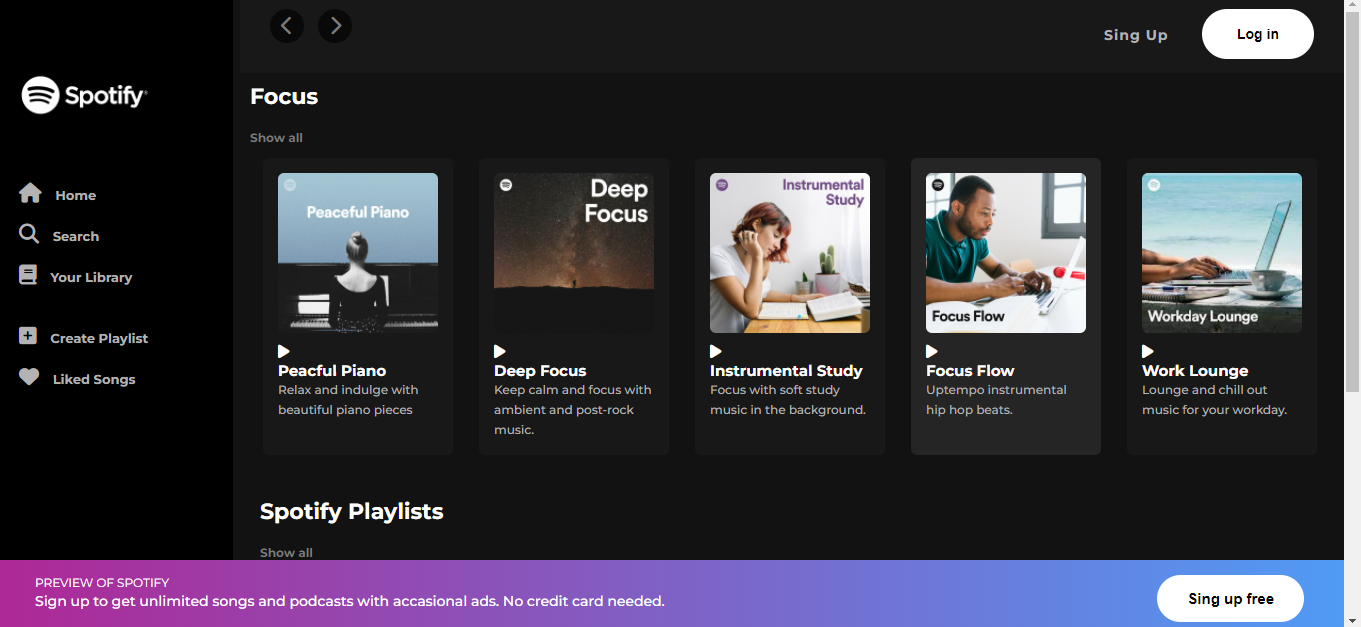 Sing Up
Log in
Spotify
Home
Search
Your Library
Create Playlist
Liked Songs
Focus
Show all
Peaceful Piano
Peacful Piano
Relax and indulge with
beautiful piano pieces
Deep
Focus
Deep Focus
Keep calm and focus with
ambient and post-rock
music.
Instrumental
Study
Instrumental Study
Focus with soft study
music in the background.
Focus Flow
Focus Flow
Uptempo instrumental
hip hop beats.
Workday Lounge
Work Lounge
Lounge and chill out
music for your workday.
Spotify Playlists
Show all
PREVIEW OF SPOTIFY
Sign up to get unlimited songs and podcasts with accasional ads. No credit card needed.
Sing up free